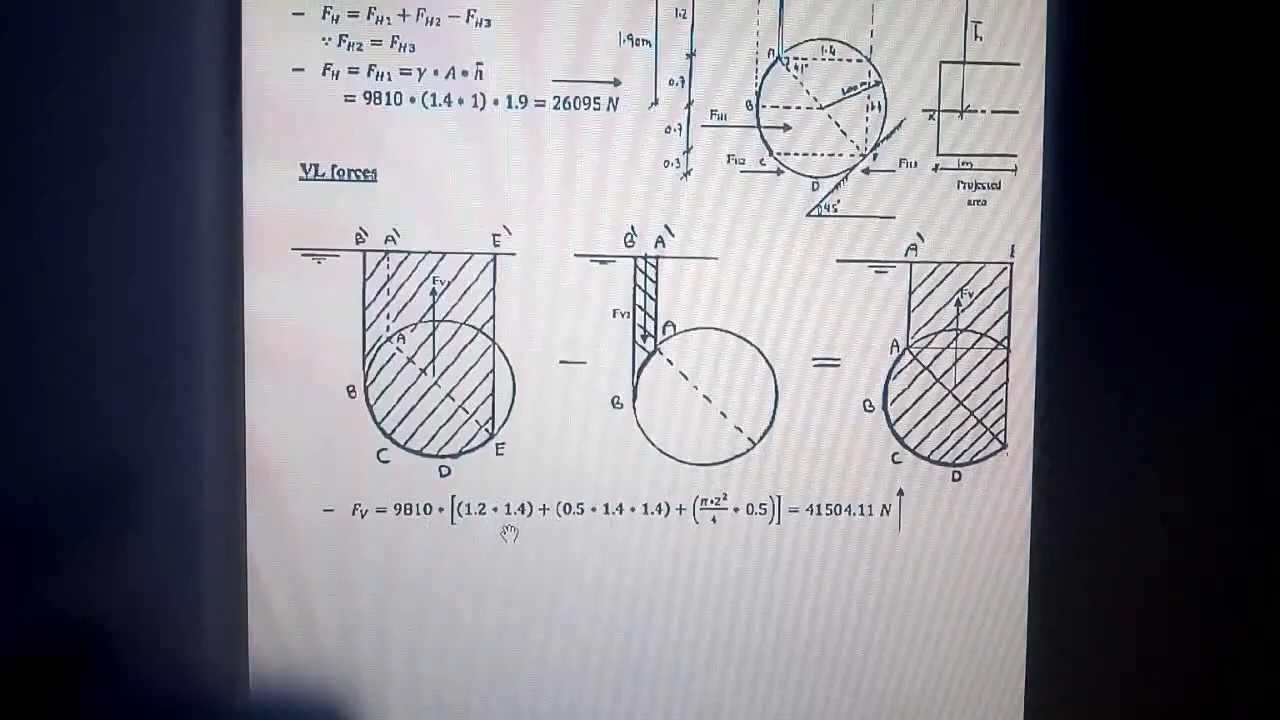 – F_H = F_H1 + F_H2 − F_H3
∵ F_H2 = F_H3
– F_H = F_H1 = γ * A * h̄
= 9810 * (1.4 * 1) * 1.9 = 26095 N
1.2
1.90m
0.7
0.7
0.3
A
1.4
B
F_H1
F_H2
C
D
F_H3
45°
h̄
1m
Projected
area
VL forces
B` A` E`
F_V1
A
B
C
D
E
–
B` A`
F_V2
A
B
=
A`
F_V
A
B
C
D
– F_V = 9810 * [(1.2 * 1.4) + (0.5 * 1.4 * 1.4) + (π*2²/4 * 0.5)] = 41504.11 N